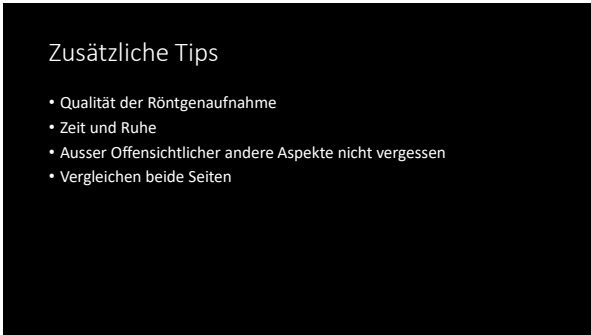 Zusätzliche Tips
• Qualität der Röntgenaufnahme
• Zeit und Ruhe
• Ausser Offensichtlicher andere Aspekte nicht vergessen
• Vergleichen beide Seiten